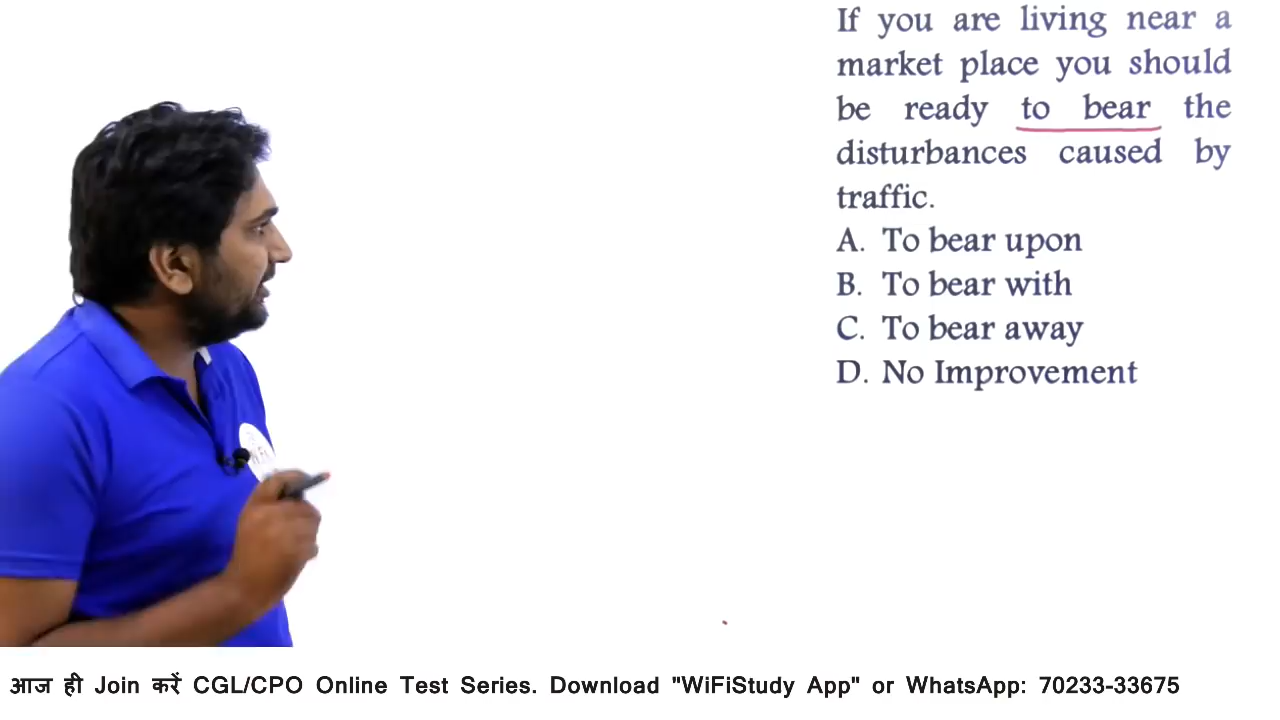 If you are living near a
market place you should
be ready to bear the
disturbances caused by
traffic.
A. To bear upon
B. To bear with
C. To bear away
D. No Improvement
आज ही Join करें CGL/CPO Online Test Series. Download "WiFiStudy App" or WhatsApp: 70233-33675